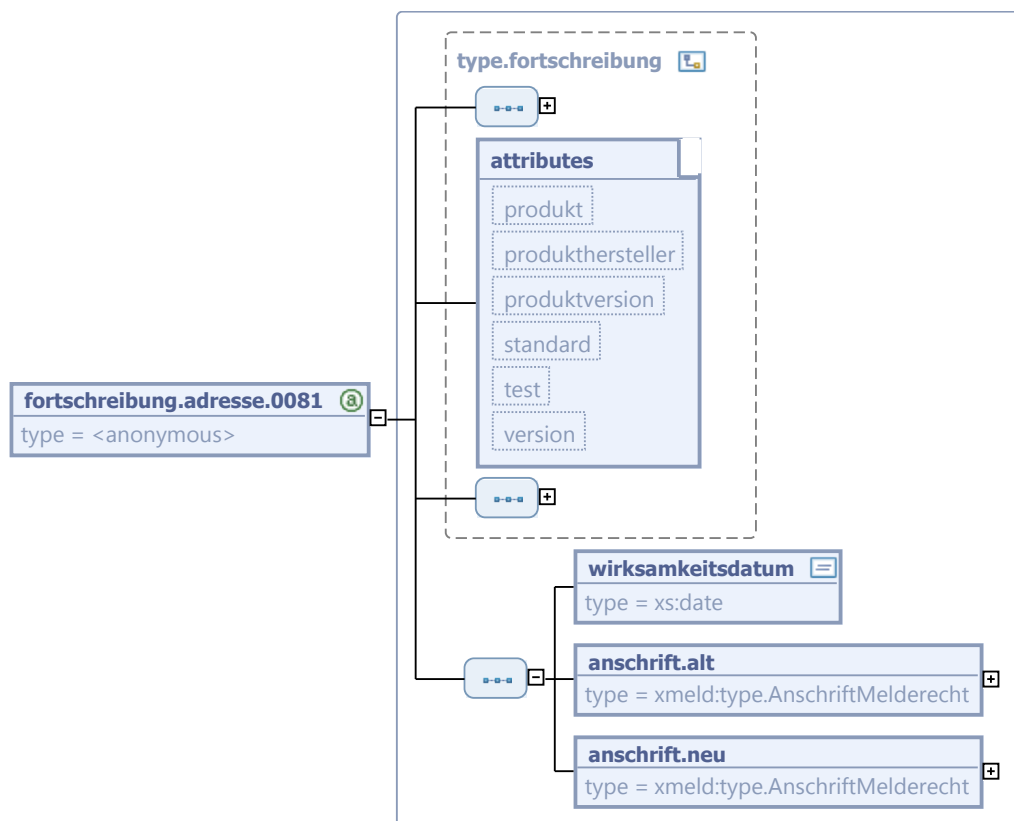 type.fortschreibung
attributes
produkt
produkthersteller
produktversion
standard
test
version
fortschreibung.adresse.0081 a
type = <anonymous>
wirksamkeitsdatum
type = xs:date
anschrift.alt
type = xmeld:type.AnschriftMelderecht
anschrift.neu
type = xmeld:type.AnschriftMelderecht